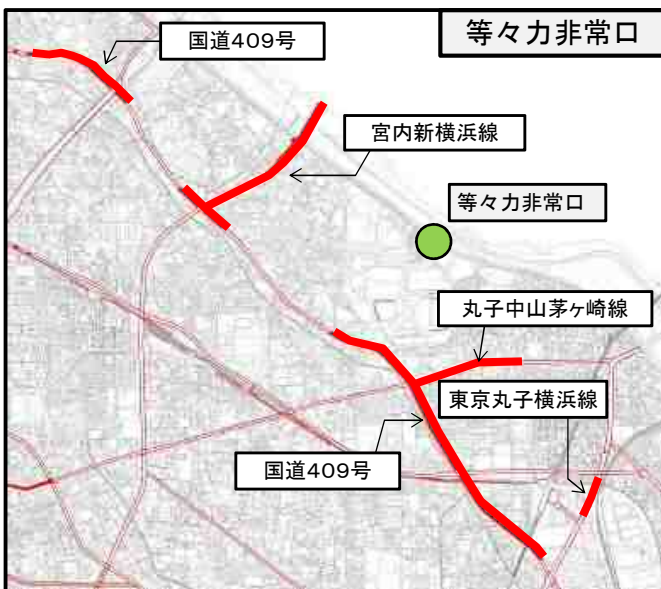 等々力非常口
国道409号
宮内新横浜線
等々力非常口
丸子中山茅ヶ崎線
東京丸子横浜線
国道409号